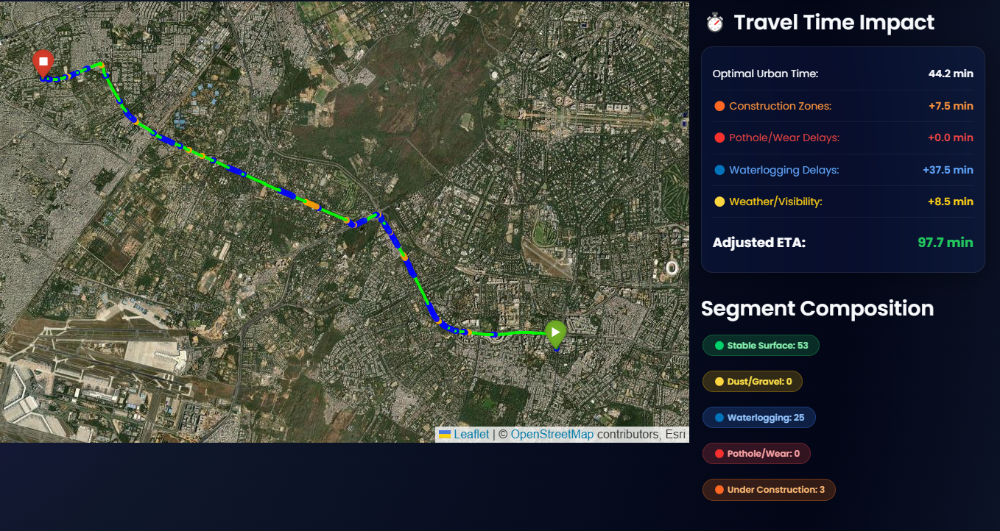 Travel Time Impact
Optimal Urban Time: 44.2 min
Construction Zones: +7.5 min
Pothole/Wear Delays: +0.0 min
Waterlogging Delays: +37.5 min
Weather/Visibility: +8.5 min
Adjusted ETA: 97.7 min
Segment Composition
Stable Surface: 53
Dust/Gravel: 0
Waterlogging: 25
Pothole/Wear: 0
Under Construction: 3
Leaflet | © OpenStreetMap contributors, Esri